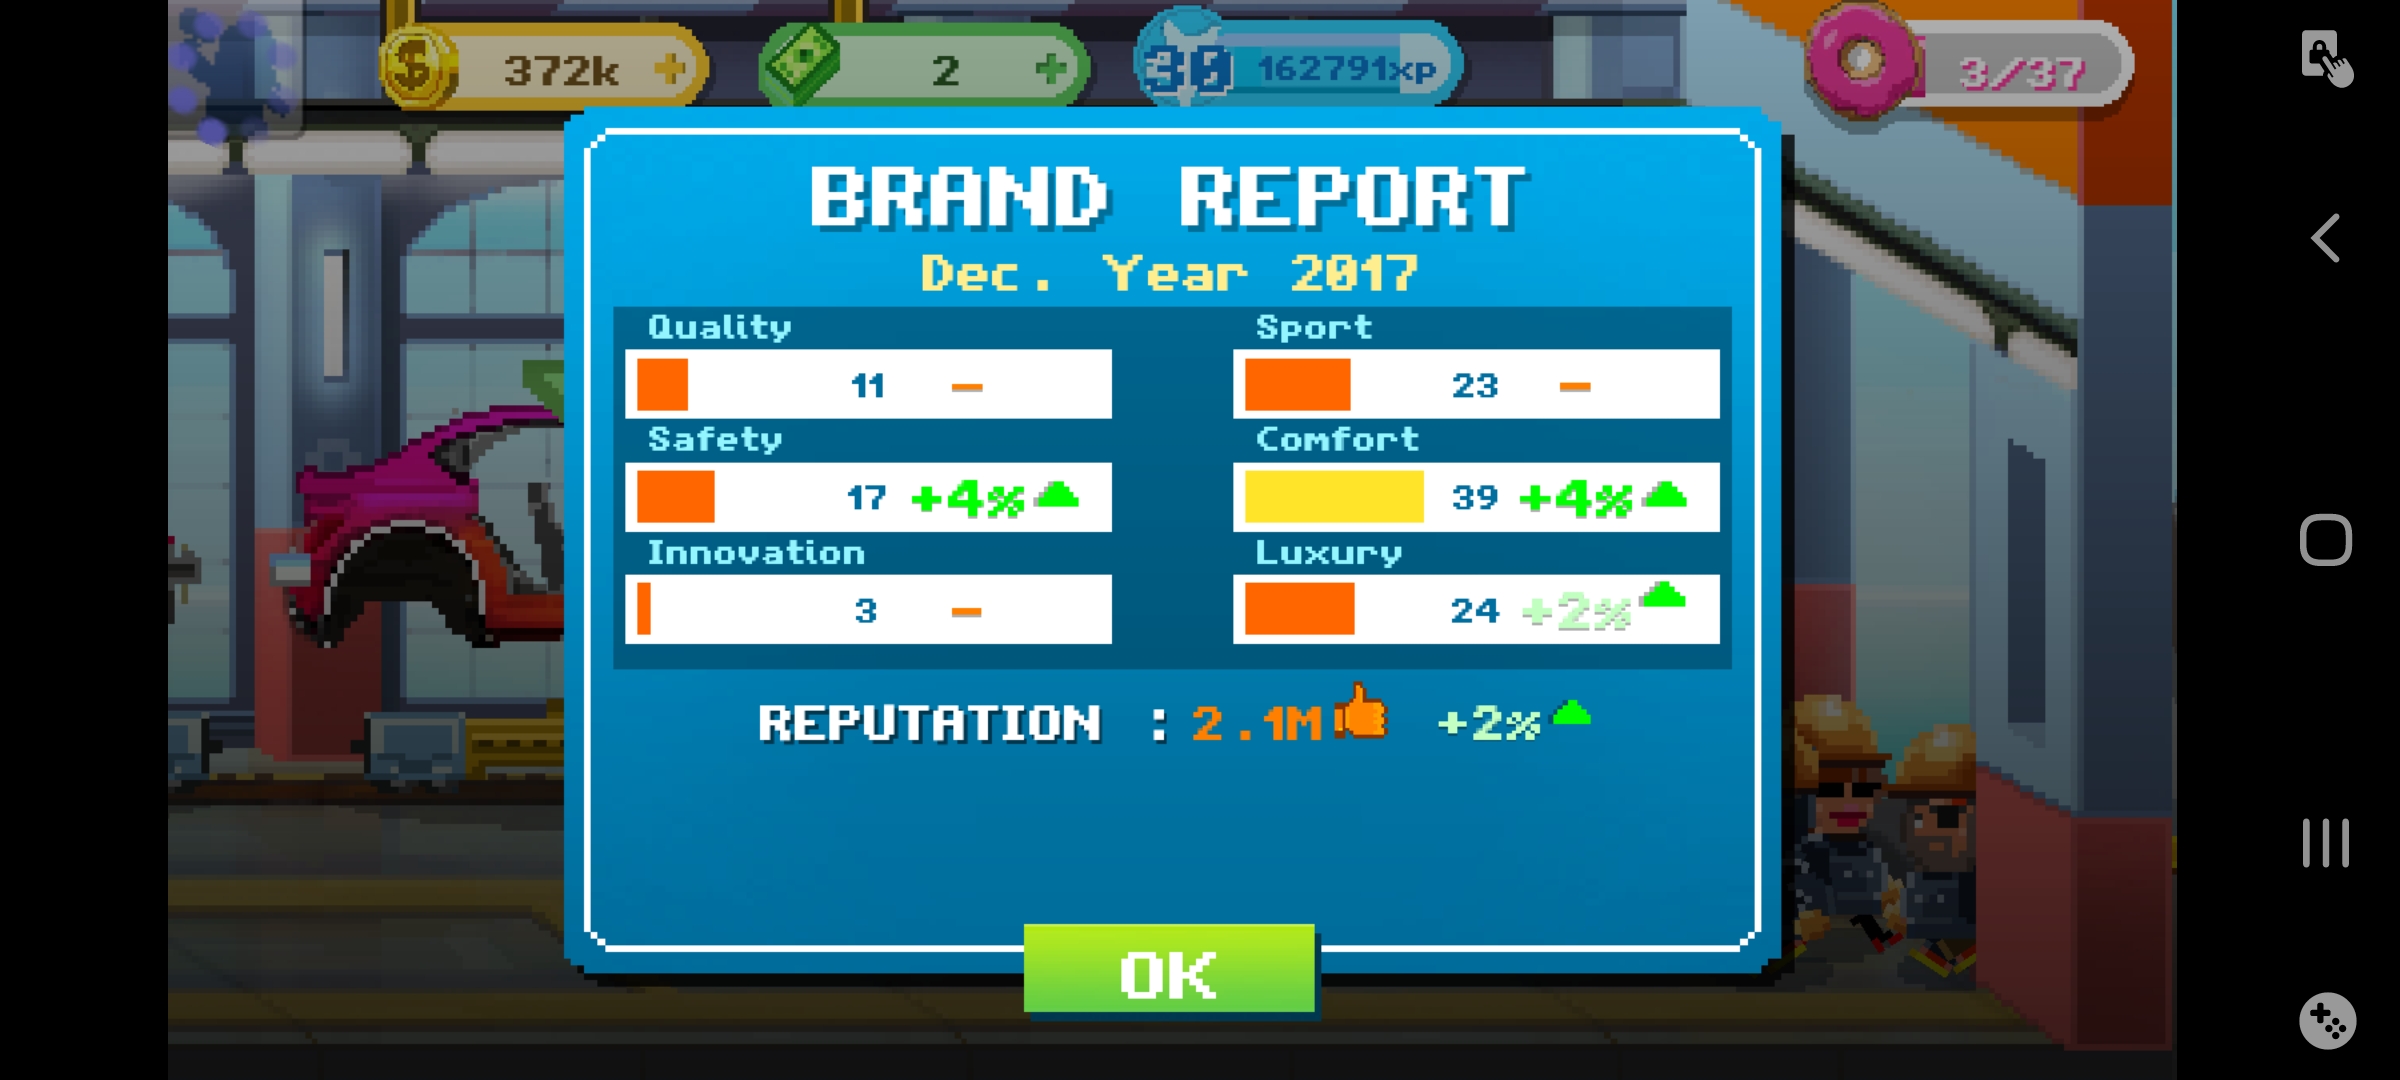 372k +
2 +
30 162791xp
3/37
BRAND REPORT
Dec. Year 2017
Quality
Sport
11 -
23 -
Safety
Comfort
17 +4%
39 +4%
Innovation
Luxury
3 -
24 +2%
REPUTATION : 2.1M +2%
OK